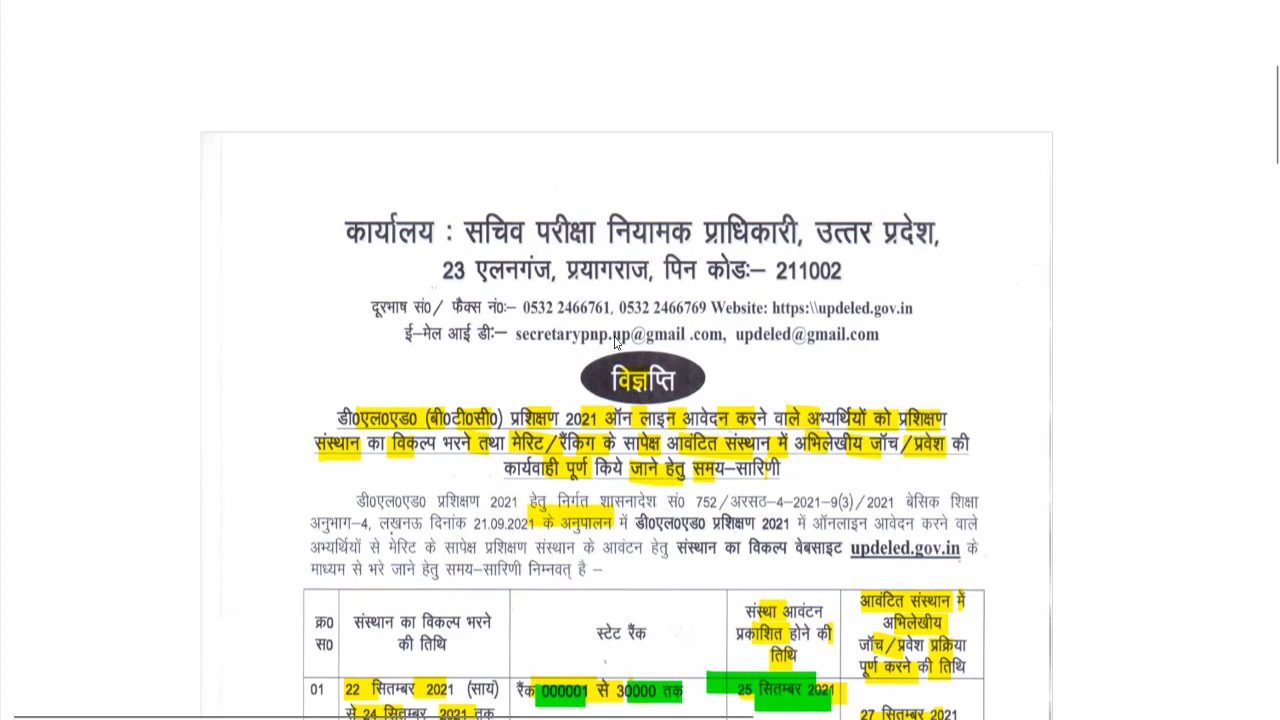 कार्यालय : सचिव परीक्षा नियामक प्राधिकारी, उत्तर प्रदेश,
23 एलनगंज, प्रयागराज, पिन कोडः– 211002
दूरभाष सं0/ फैक्स नं0:– 0532 2466761, 0532 2466769 Website: https:\\updeled.gov.in
ई–मेल आई डी:– secretarypnp.up@gmail .com, updeled@gmail.com
विज्ञप्ति
डी0एल0एड0 (बी0टी0सी0) प्रशिक्षण 2021 ऑन लाइन आवेदन करने वाले अभ्यर्थियों को प्रशिक्षण
संस्थान का विकल्प भरने तथा मेरिट/रैंकिग के सापेक्ष आवंटित संस्थान में अभिलेखीय जॉच/प्रवेश की
कार्यवाही पूर्ण किये जाने हेतु समय–सारिणी
डी0एल0एड0 प्रशिक्षण 2021 हेतु निर्गत शासनादेश सं0 752/अरसठ–4–2021–9(3)/2021 बेसिक शिक्षा
अनुभाग–4, लखनऊ दिनांक 21.09.2021 के अनुपालन में डी0एल0एड0 प्रशिक्षण 2021 में ऑनलाइन आवेदन करने वाले
अभ्यर्थियों से मेरिट के सापेक्ष प्रशिक्षण संस्थान के आवंटन हेतु संस्थान का विकल्प वेबसाइट updeled.gov.in के
माध्यम से भरे जाने हेतु समय–सारिणी निम्नवत् है –
क्र0 स0
संस्थान का विकल्प भरने
की तिथि
स्टेट रैंक
संस्था आवंटन
प्रकाशित होने की
तिथि
आवंटित संस्थान में
अभिलेखीय
जॉच/प्रवेश प्रक्रिया
पूर्ण करने की तिथि
01 22 सितम्बर 2021 (सायं) रैंक 000001 से 30000 तक 25 सितम्बर 2021
से 24 सितम्बर 2021 तक 27 सितम्बर 2021